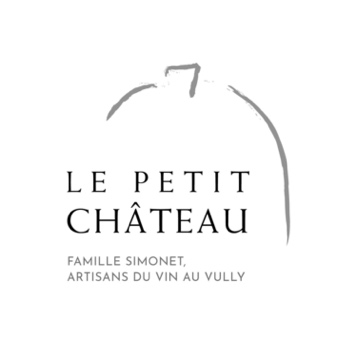 LE PETIT
CHÂTEAU
FAMILLE SIMONET,
ARTISANS DU VIN AU VULLY